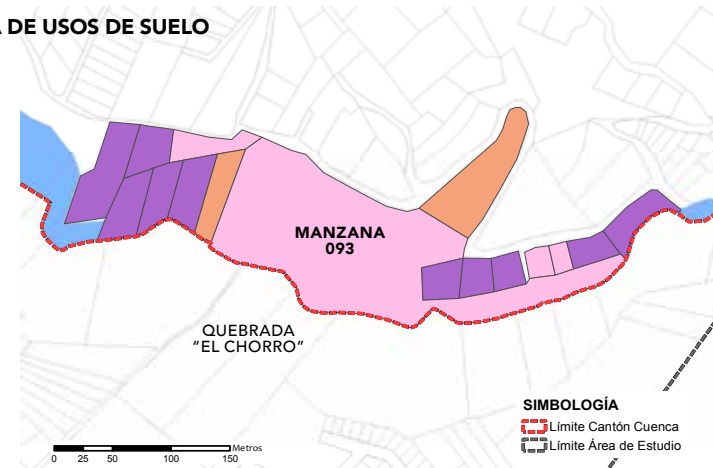 A DE USOS DE SUELO
MANZANA
093
QUEBRADA
"EL CHORRO"
SIMBOLOGÍA
Límite Cantón Cuenca
Límite Área de Estudio
Metros
0 25 50 100 150